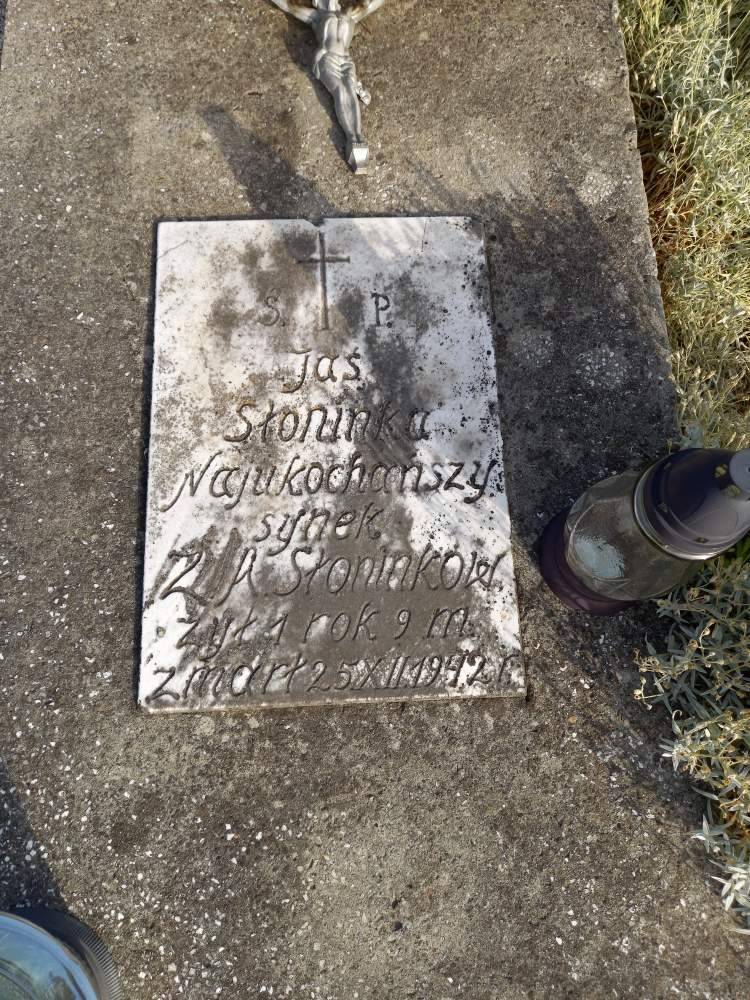 Ś. P.
Jaś
Słoninka
Najukochańszy
synek
Z. A. Słoninków
żył 1 rok 9 m.
zmarł 25 XII 1942 r.